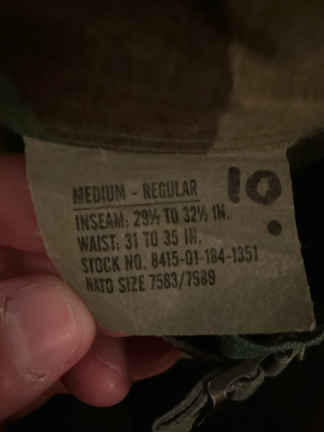 MEDIUM - REGULAR
10
INSEAM: 29½ TO 32½ IN.
WAIST: 31 TO 35 IN.
STOCK NO. 8415-01-184-1351
NATO SIZE 7583/7989